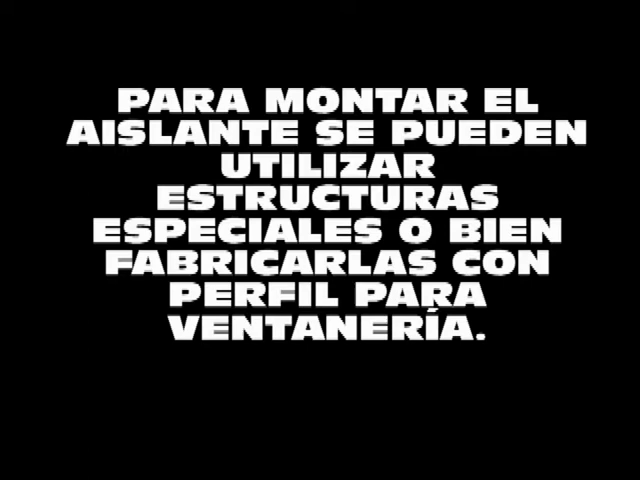 PARA MONTAR EL
AISLANTE SE PUEDEN
UTILIZAR
ESTRUCTURAS
ESPECIALES O BIEN
FABRICARLAS CON
PERFIL PARA
VENTANERÍA.